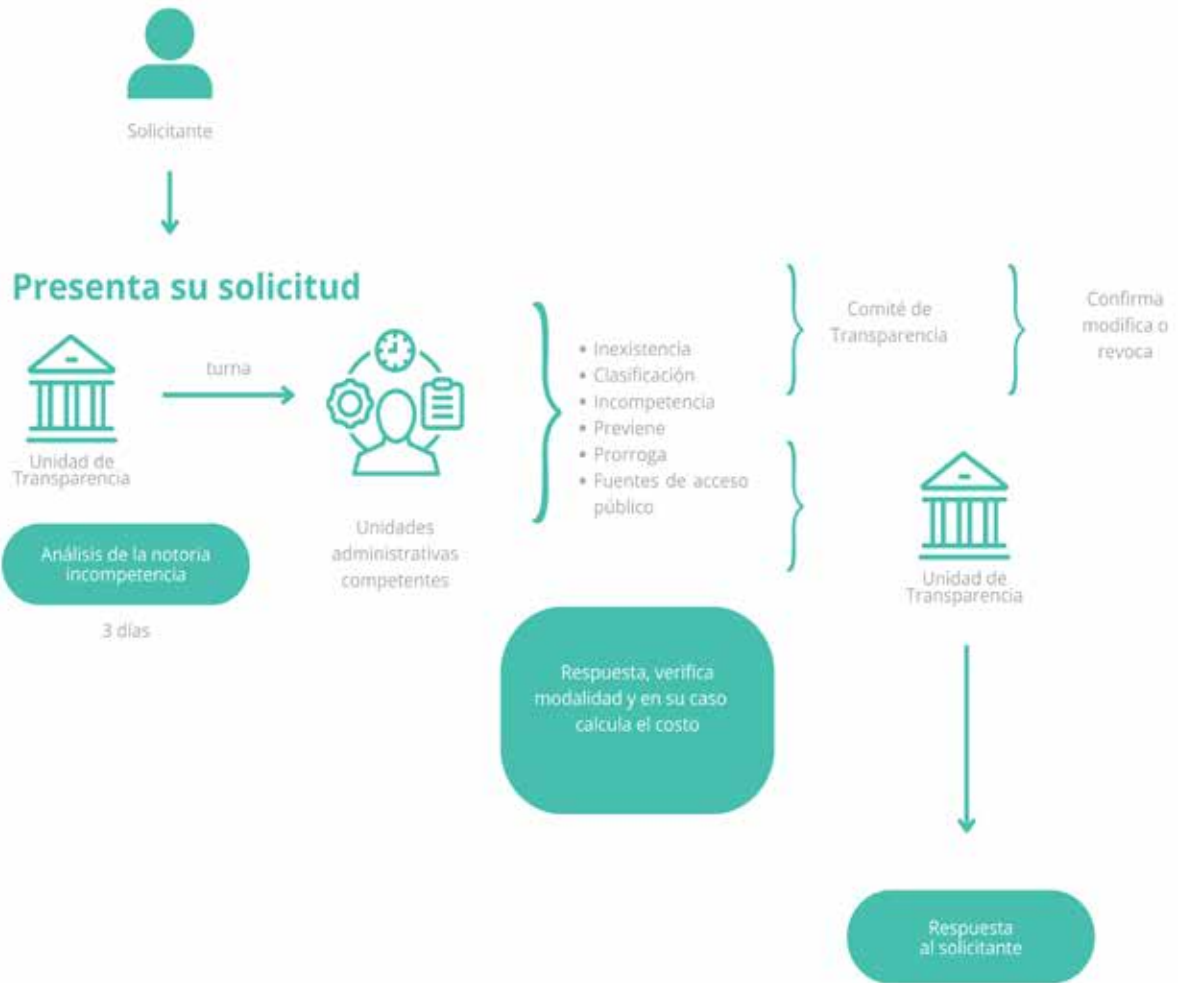 Solicitante
Presenta su solicitud
turna
Unidad de
Transparencia
Análisis de la notoria
incompetencia
3 días
Unidades
administrativas
competentes
• Inexistencia
• Clasificación
• Incompetencia
• Previene
• Prorroga
• Fuentes de acceso
público
Comité de
Transparencia
Confirma
modifica o
revoca
Unidad de
Transparencia
Respuesta, verifica
modalidad y en su caso
calcula el costo
Respuesta
al solicitante